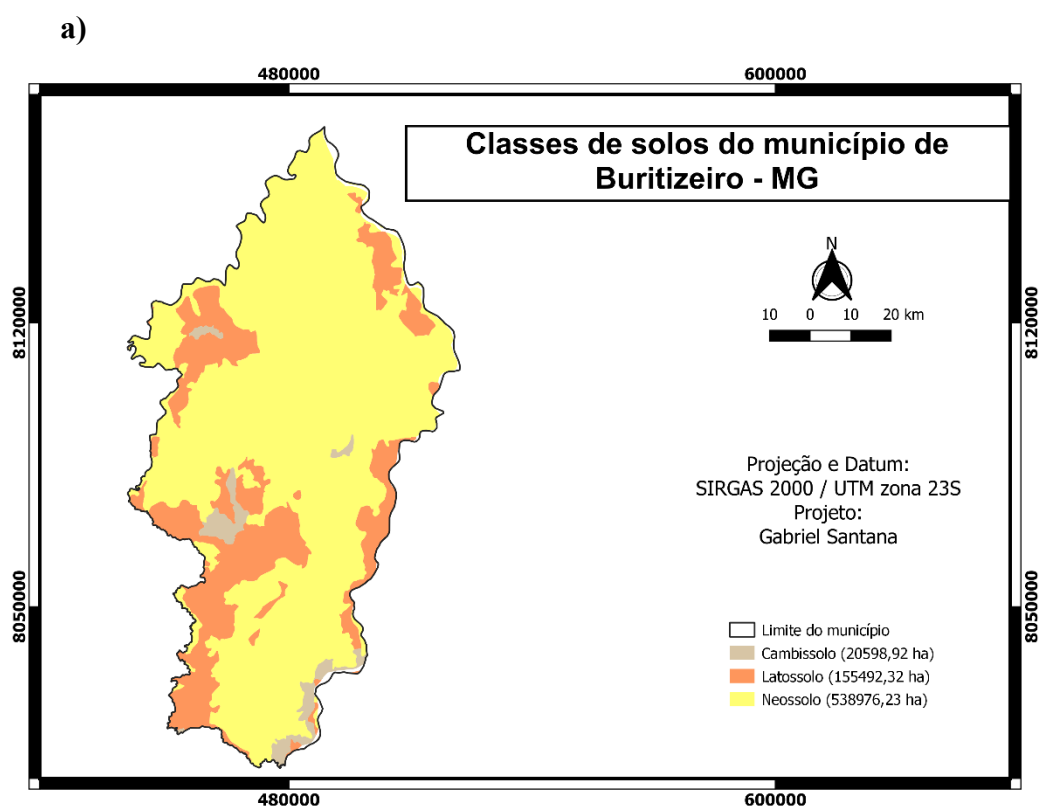 a)
480000
600000
Classes de solos do município de
Buritizeiro - MG
N
10 0 10 20 km
8120000
8120000
Projeção e Datum:
SIRGAS 2000 / UTM zona 23S
Projeto:
Gabriel Santana
8050000
8050000
Limite do município
Cambissolo (20598,92 ha)
Latossolo (155492,32 ha)
Neossolo (538976,23 ha)
480000
600000